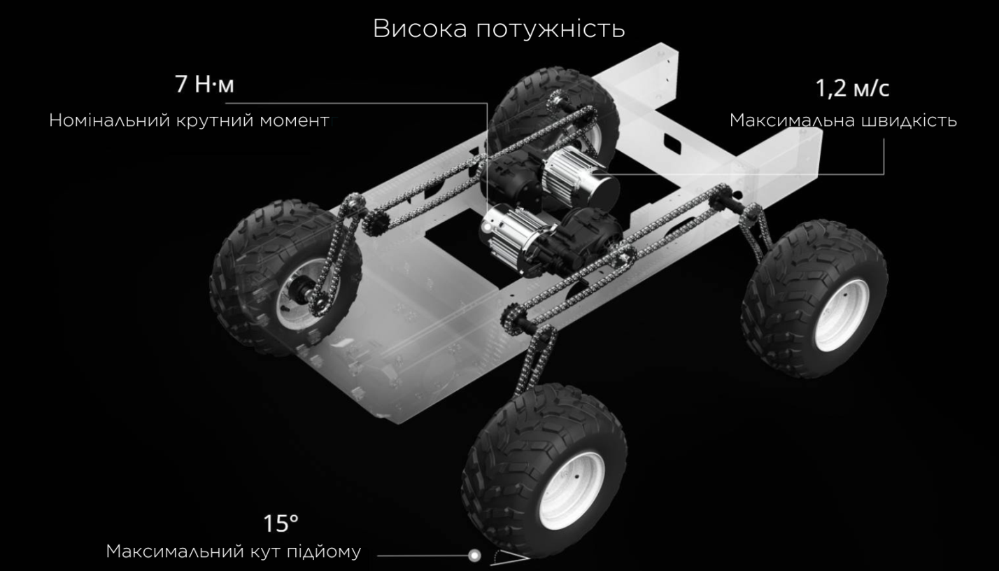 Висока потужність
7 Н·м
Номінальний крутний момент
1,2 м/с
Максимальна швидкість
15°
Максимальний кут підйому